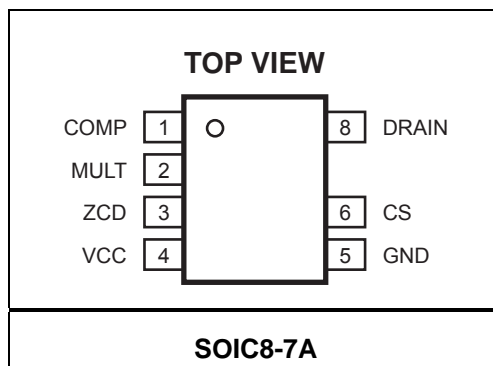 TOP VIEW
COMP 1 8 DRAIN
MULT 2
ZCD 3 6 CS
VCC 4 5 GND
SOIC8-7A